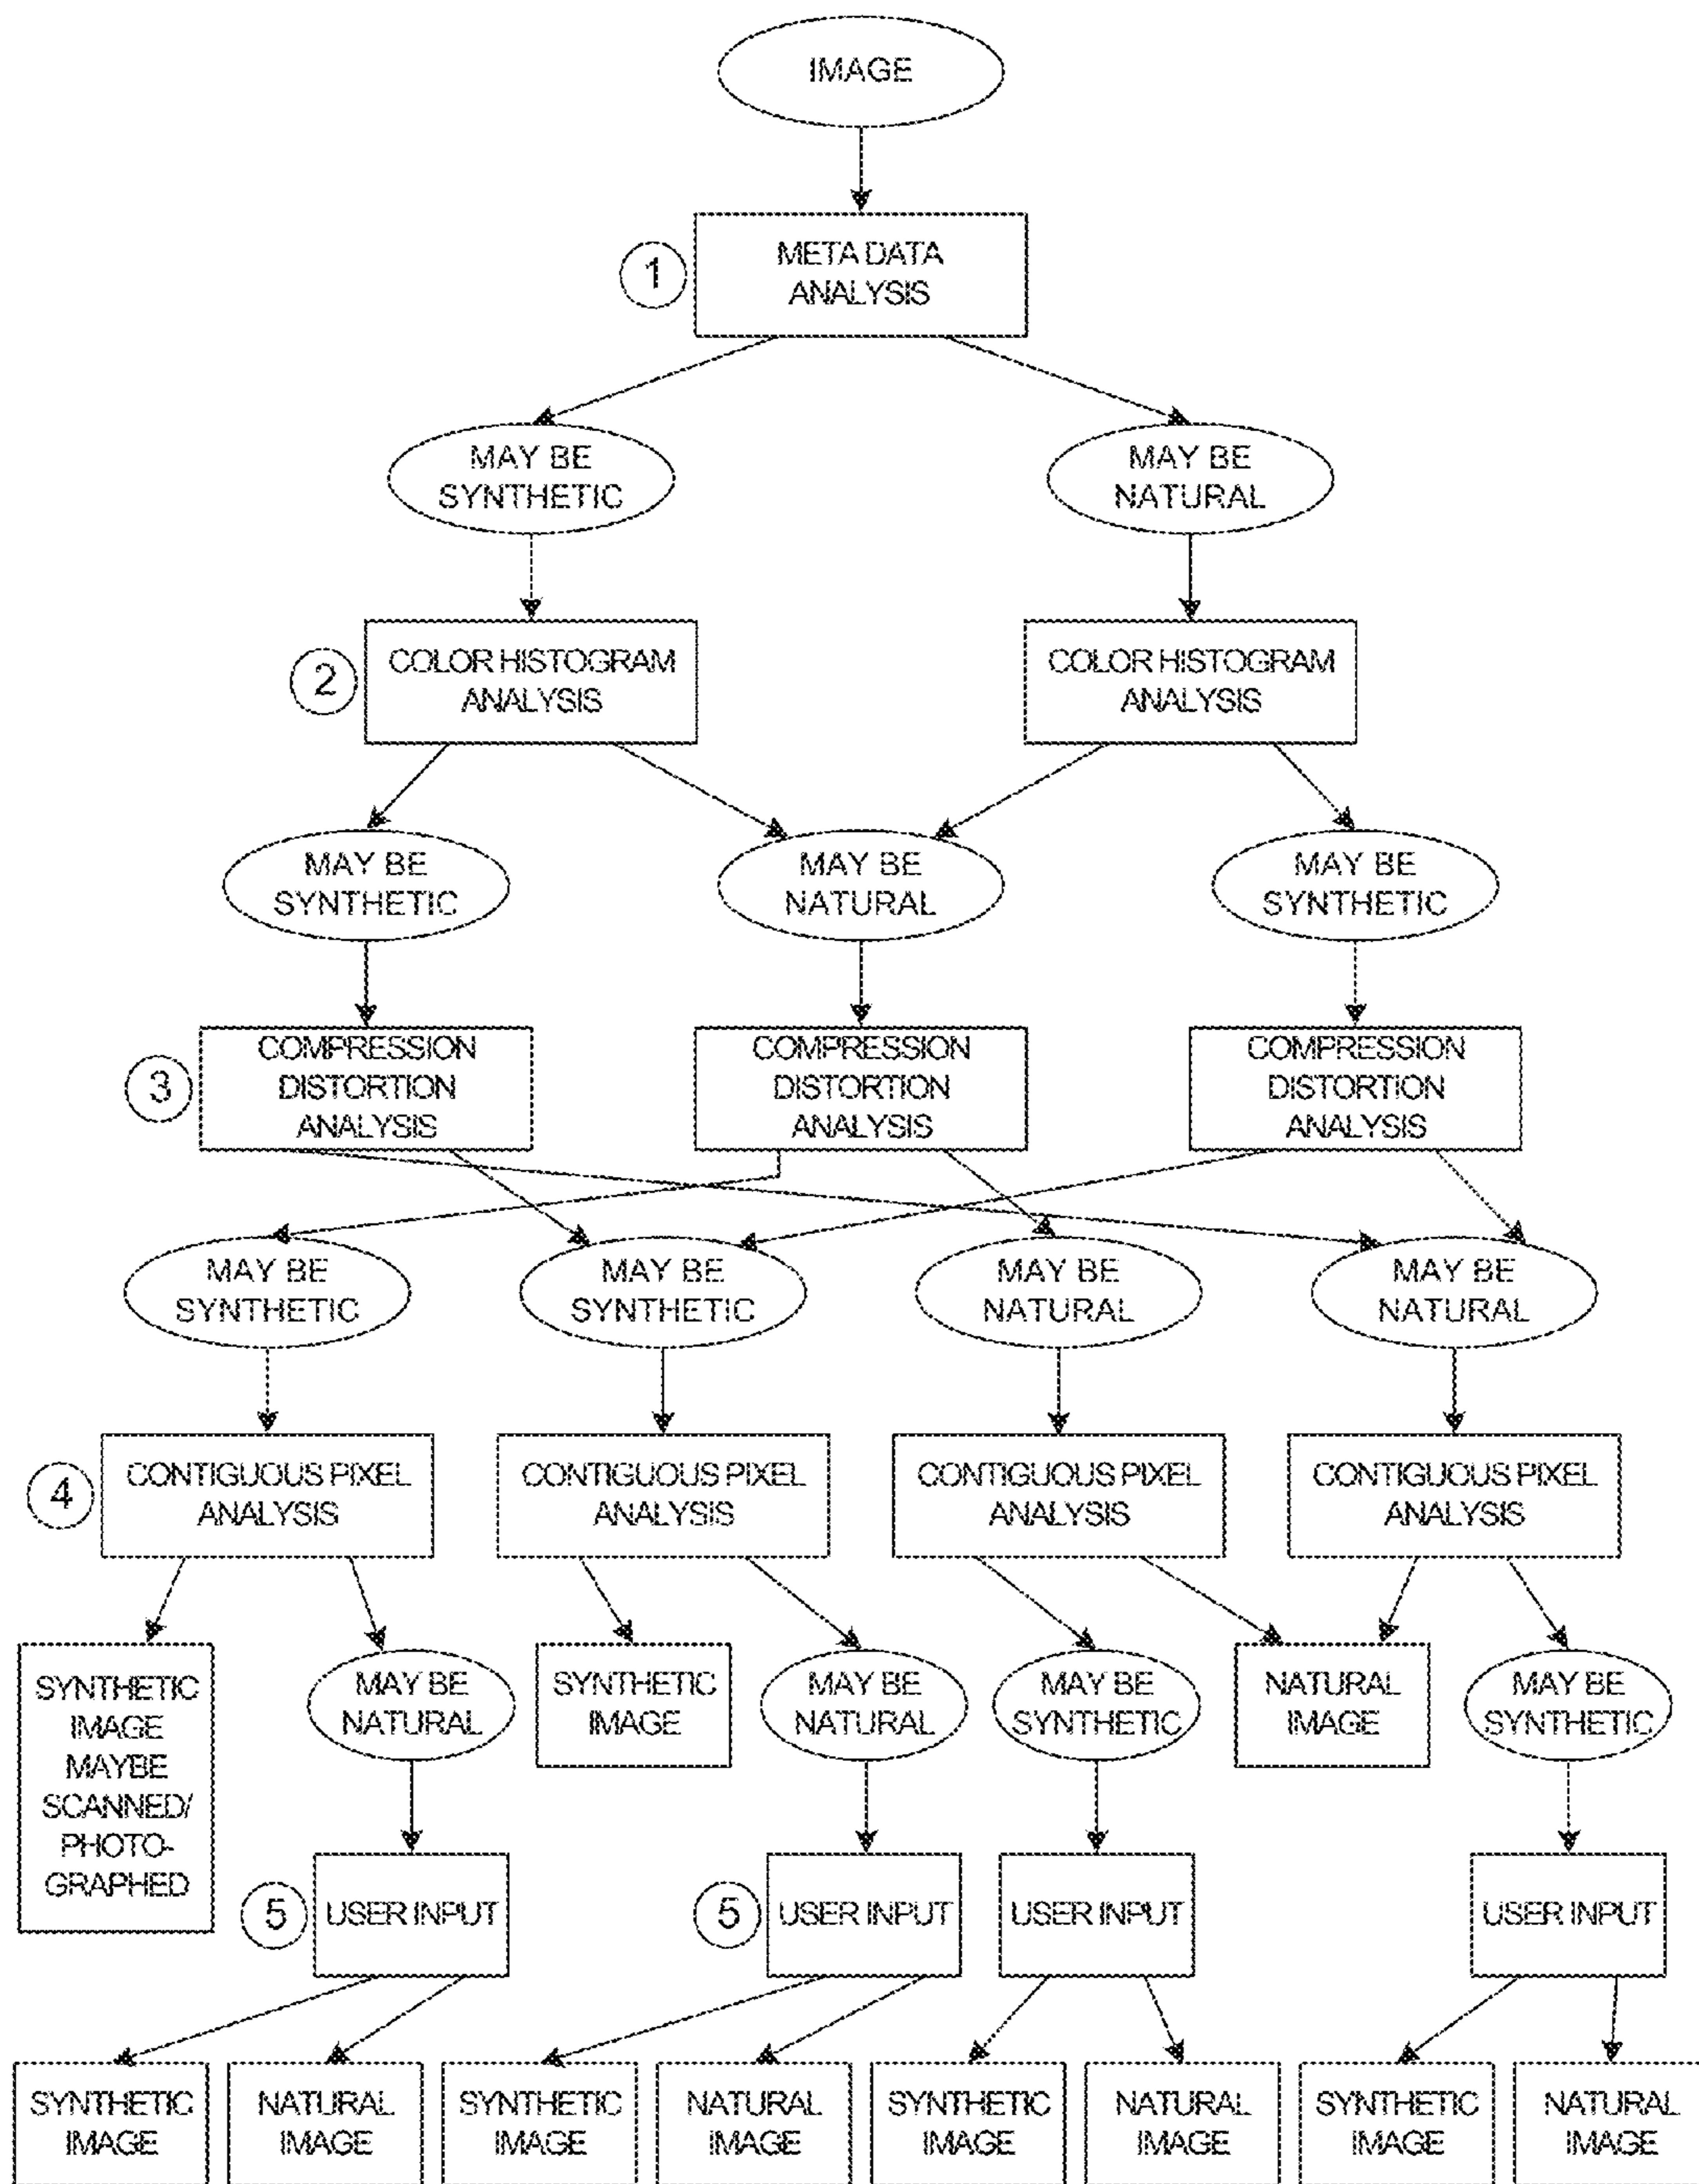 IMAGE
1
META DATA
ANALYSIS
MAY BE
SYNTHETIC
MAY BE
NATURAL
2
COLOR HISTOGRAM
ANALYSIS
COLOR HISTOGRAM
ANALYSIS
MAY BE
SYNTHETIC
MAY BE
NATURAL
MAY BE
SYNTHETIC
3
COMPRESSION
DISTORTION
ANALYSIS
COMPRESSION
DISTORTION
ANALYSIS
COMPRESSION
DISTORTION
ANALYSIS
MAY BE
SYNTHETIC
MAY BE
SYNTHETIC
MAY BE
NATURAL
MAY BE
NATURAL
4
CONTIGUOUS PIXEL
ANALYSIS
CONTIGUOUS PIXEL
ANALYSIS
CONTIGUOUS PIXEL
ANALYSIS
CONTIGUOUS PIXEL
ANALYSIS
SYNTHETIC
IMAGE
MAYBE
SCANNED/
PHOTO-
GRAPHED
MAY BE
NATURAL
SYNTHETIC
IMAGE
MAY BE
NATURAL
MAY BE
SYNTHETIC
NATURAL
IMAGE
MAY BE
SYNTHETIC
5
USER INPUT
5
USER INPUT
USER INPUT
USER INPUT
SYNTHETIC
IMAGE
NATURAL
IMAGE
SYNTHETIC
IMAGE
NATURAL
IMAGE
SYNTHETIC
IMAGE
NATURAL
IMAGE
SYNTHETIC
IMAGE
NATURAL
IMAGE